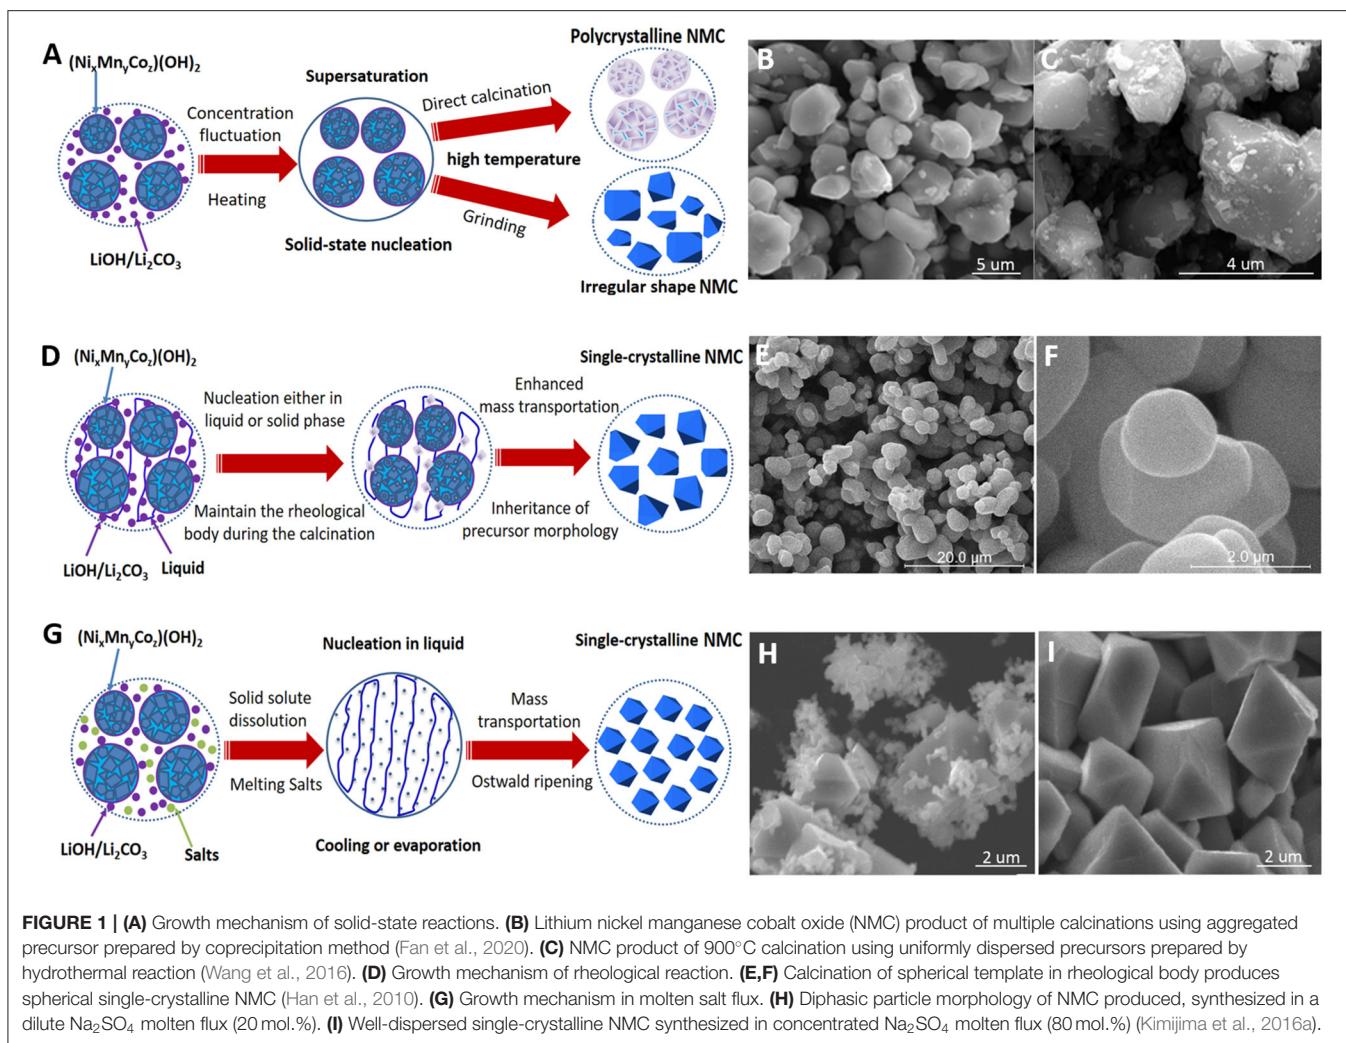 A
(NixMnyCoz)(OH)2
Concentration
fluctuation
Heating
LiOH/Li2CO3
Supersaturation
Solid-state nucleation
Direct calcination
high temperature
Grinding
Polycrystalline NMC
Irregular shape NMC
B
5 um
C
4 um
D
(NixMnyCoz)(OH)2
Nucleation either in
liquid or solid phase
Maintain the rheological
body during the calcination
LiOH/Li2CO3
Liquid
Enhanced
mass transportation
Inheritance of
precursor morphology
Single-crystalline NMC
E
20.0 µm
F
2.0 µm
G
(NixMnyCoz)(OH)2
Solid solute
dissolution
Melting Salts
LiOH/Li2CO3
Salts
Nucleation in liquid
Cooling or evaporation
Mass
transportation
Ostwald ripening
Single-crystalline NMC
H
2 um
I
2 um
FIGURE 1 | (A) Growth mechanism of solid-state reactions. (B) Lithium nickel manganese cobalt oxide (NMC) product of multiple calcinations using aggregated
precursor prepared by coprecipitation method (Fan et al., 2020). (C) NMC product of 900°C calcination using uniformly dispersed precursors prepared by
hydrothermal reaction (Wang et al., 2016). (D) Growth mechanism of rheological reaction. (E,F) Calcination of spherical template in rheological body produces
spherical single-crystalline NMC (Han et al., 2010). (G) Growth mechanism in molten salt flux. (H) Diphasic particle morphology of NMC produced, synthesized in a
dilute Na2SO4 molten flux (20 mol.%). (I) Well-dispersed single-crystalline NMC synthesized in concentrated Na2SO4 molten flux (80 mol.%) (Kimijima et al., 2016a).